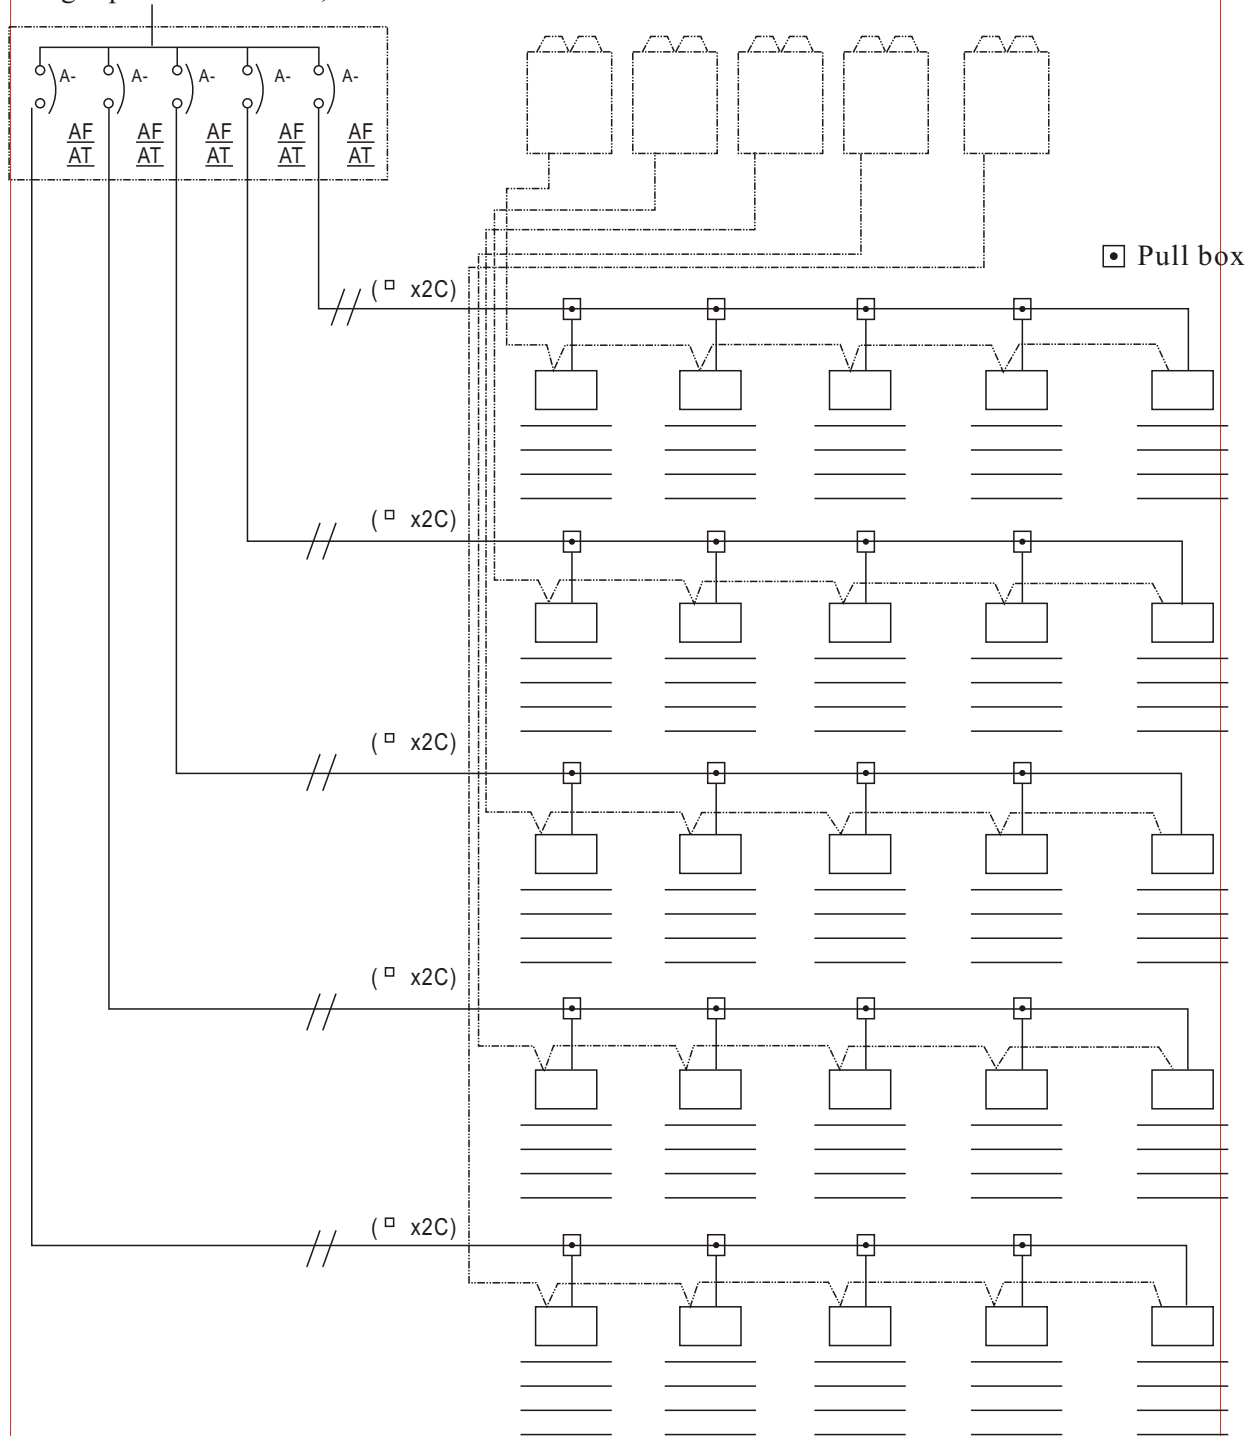 A- A- A- A- A-
AF AF AF AF AF
AT AT AT AT AT
Pull box
( x2C)
( x2C)
( x2C)
( x2C)
( x2C)